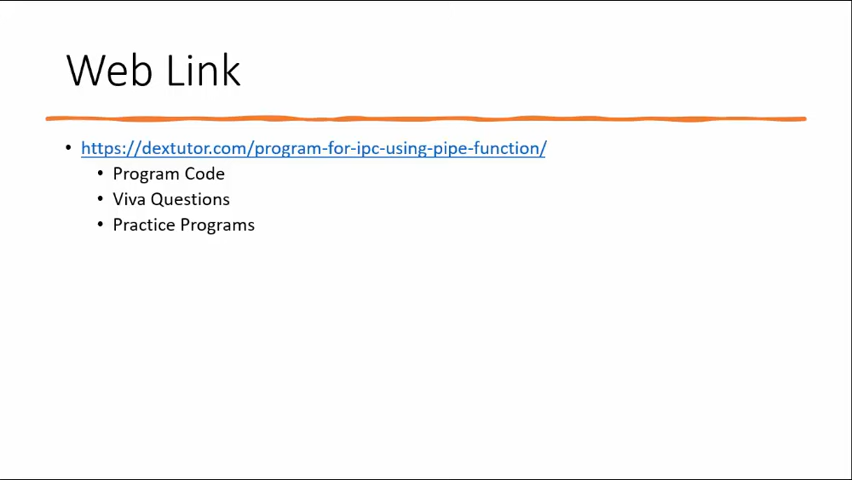 Web Link
• https://dextutor.com/program-for-ipc-using-pipe-function/
• Program Code
• Viva Questions
• Practice Programs